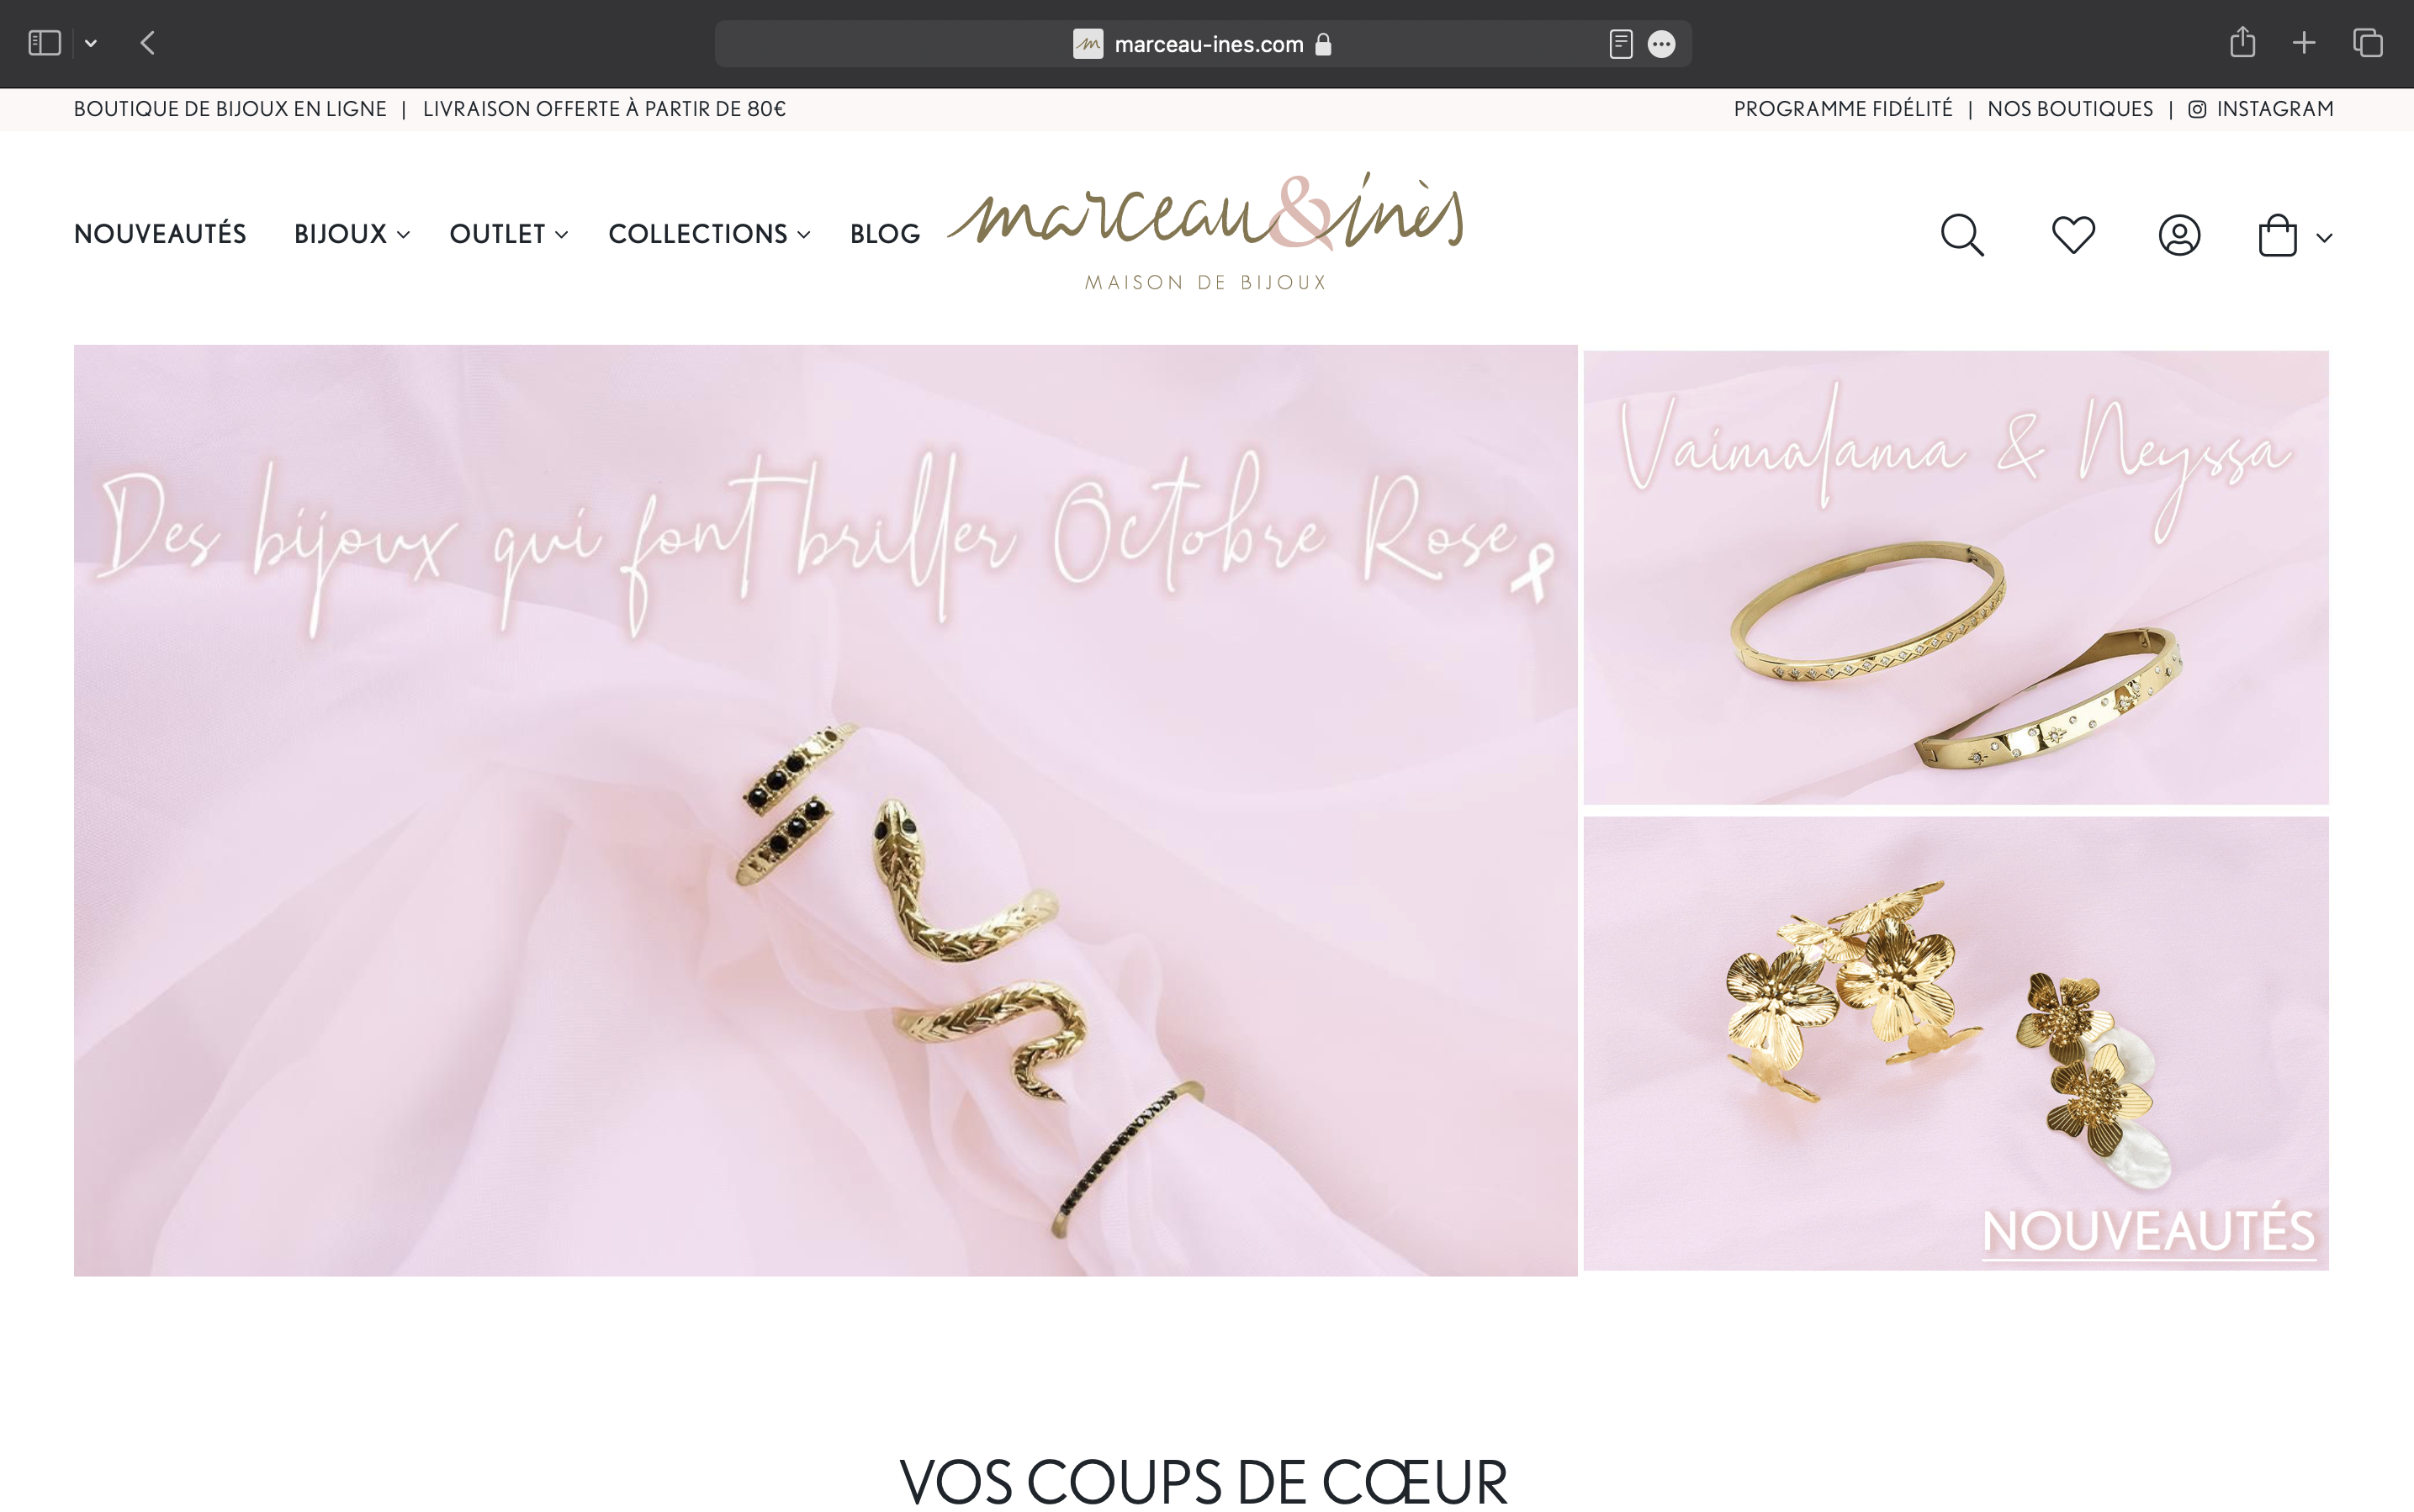 marceau-ines.com
BOUTIQUE DE BIJOUX EN LIGNE | LIVRAISON OFFERTE À PARTIR DE 80€
PROGRAMME FIDÉLITÉ | NOS BOUTIQUES | INSTAGRAM
NOUVEAUTÉS BIJOUX OUTLET COLLECTIONS BLOG
marceau&inès
MAISON DE BIJOUX
Des bijoux qui font briller Octobre Rose
Vaimalama & Neyssa
NOUVEAUTÉS
VOS COUPS DE CŒUR